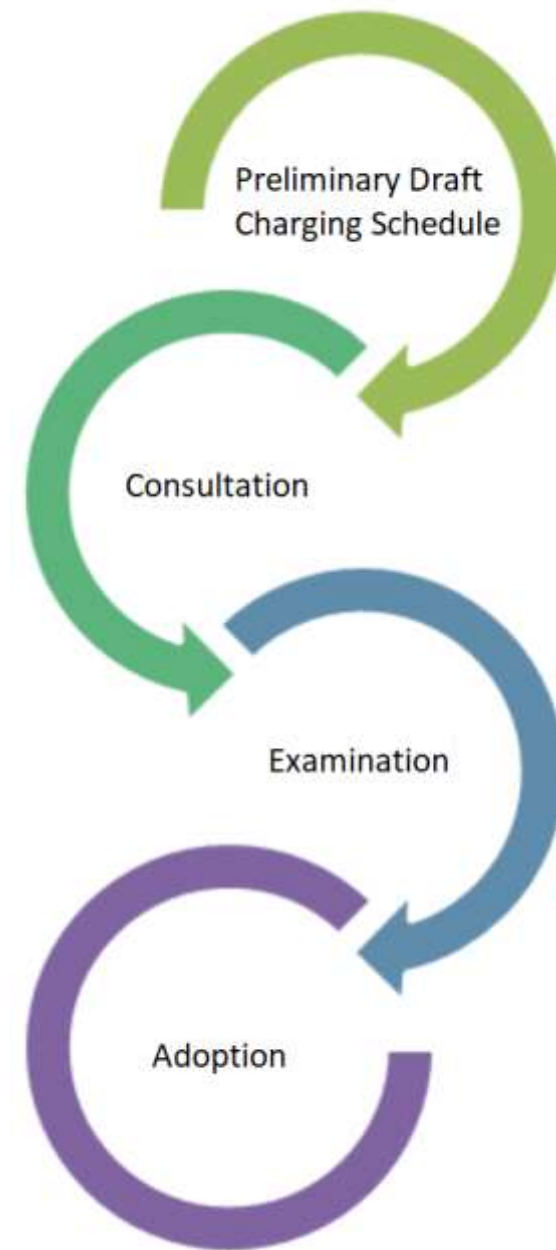 Preliminary Draft
Charging Schedule
Consultation
Examination
Adoption